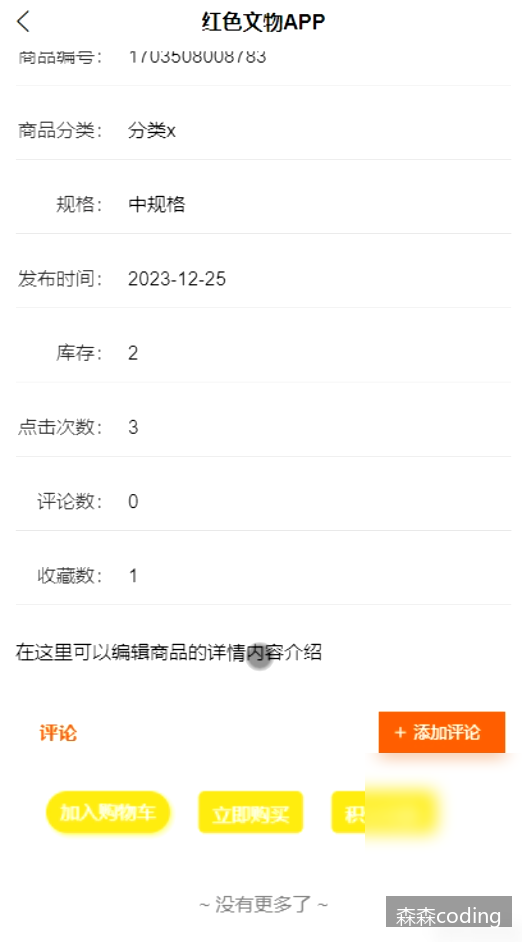 红色文物APP
商品编号： 1703508008783
商品分类： 分类x
规格： 中规格
发布时间： 2023-12-25
库存： 2
点击次数： 3
评论数： 0
收藏数： 1
在这里可以编辑商品的详情内容介绍
评论
+ 添加评论
加入购物车 立即购买 积
~ 没有更多了 ~
森森coding